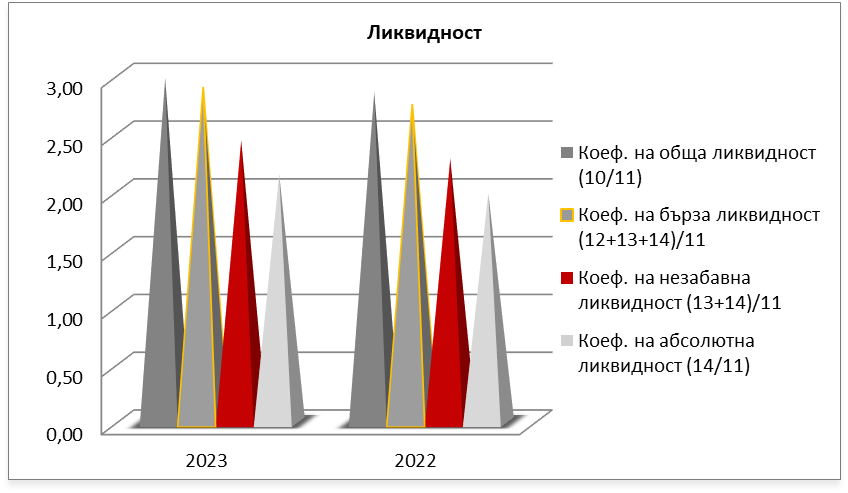 Ликвидност
3,00
2,50
2,00
1,50
1,00
0,50
0,00
2023
2022
Коеф. на обща ликвидност
(10/11)
Коеф. на бърза ликвидност
(12+13+14)/11
Коеф. на незабавна
ликвидност (13+14)/11
Коеф. на абсолютна
ликвидност (14/11)